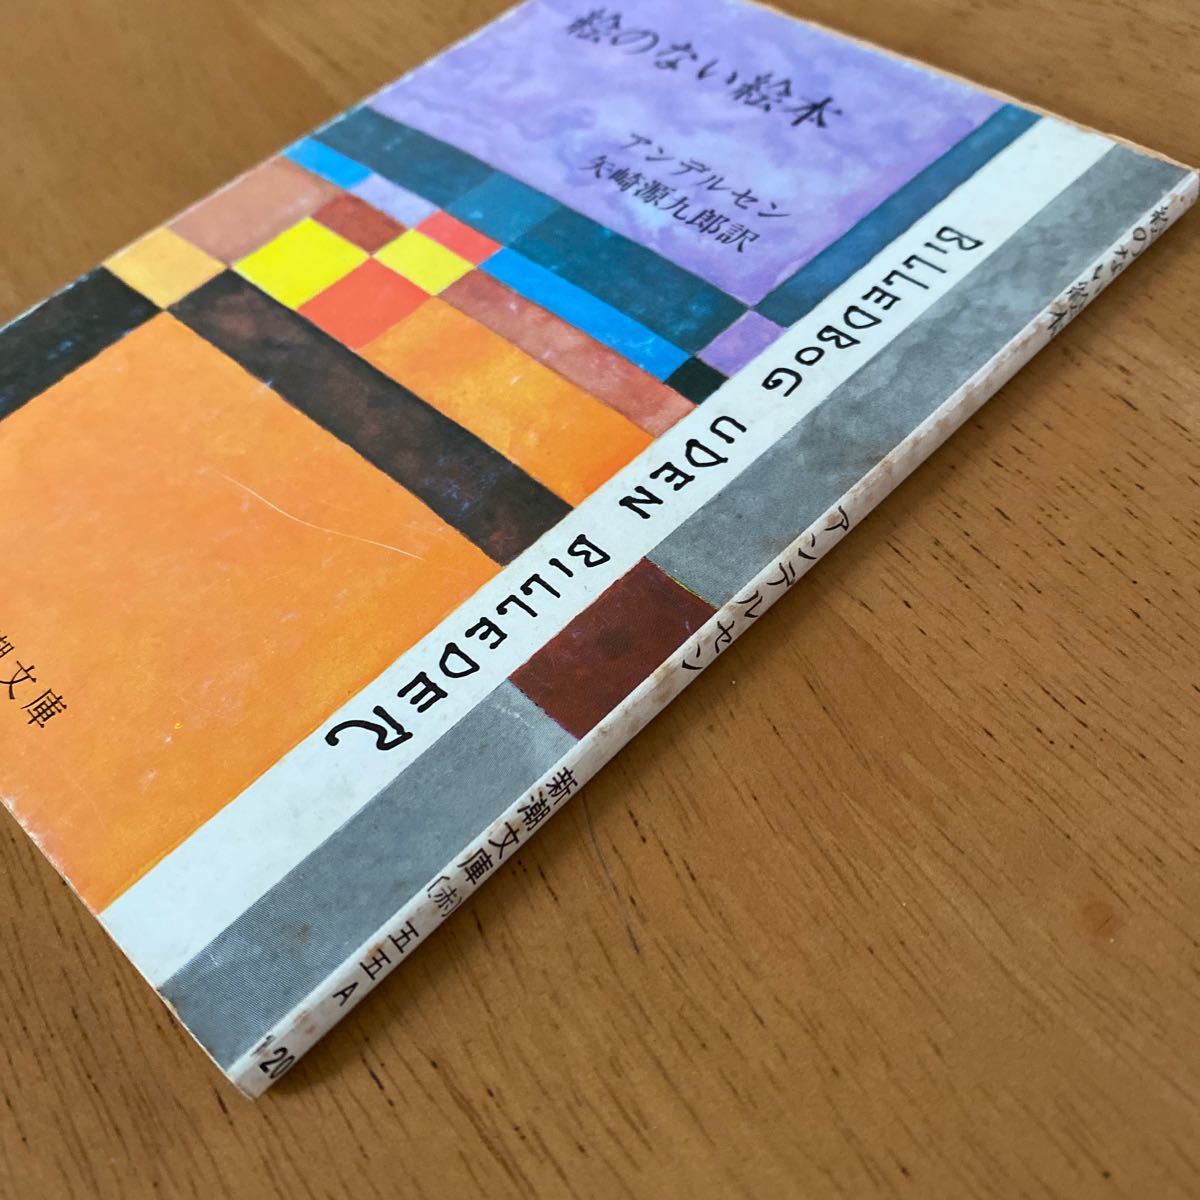 絵のない絵本
アンデルセン
矢崎源九郎訳
BILLEDBOG UDEN BILLEDER
潮文庫
絵のない絵本
アンデルセン
新潮文庫
(赤)
五五A
120